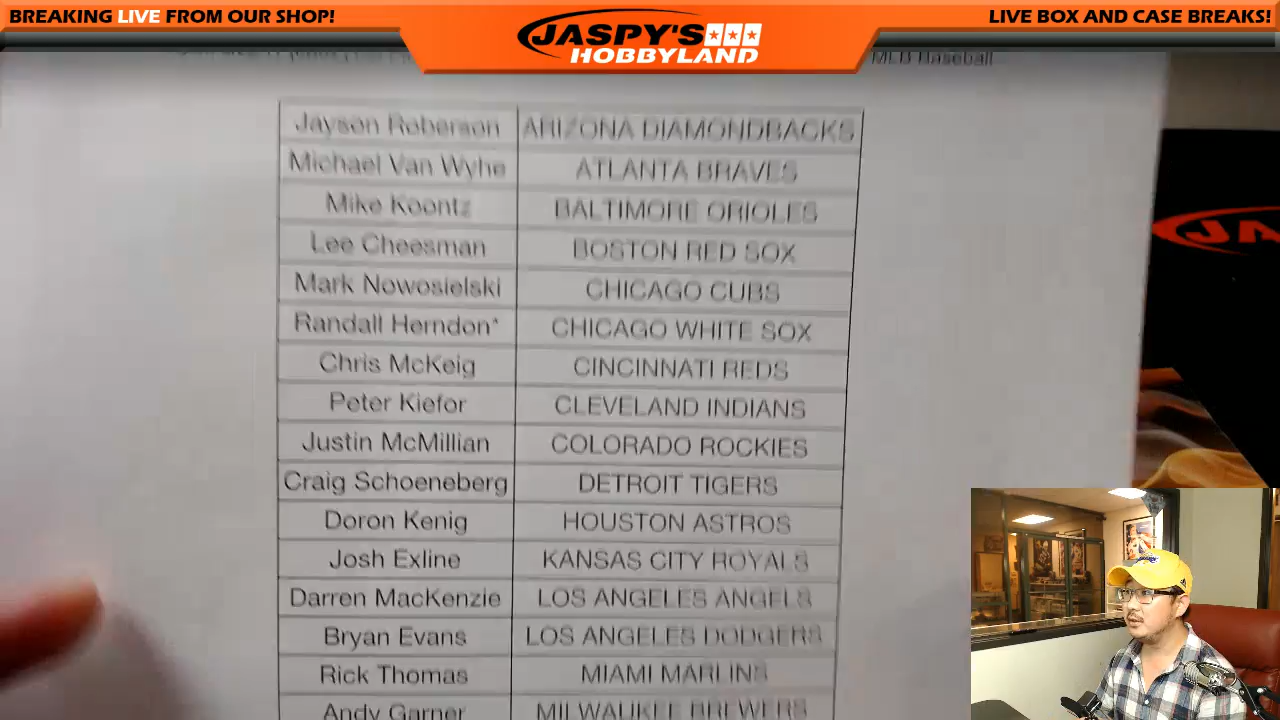 BREAKING LIVE FROM OUR SHOP!
JASPY'S
HOBBYLAND
LIVE BOX AND CASE BREAKS!
MLB Baseball
Jayson Roberson ARIZONA DIAMONDBACKS
Michael Van Wyhe ATLANTA BRAVES
Mike Koontz BALTIMORE ORIOLES
Lee Cheesman BOSTON RED SOX
Mark Nowosielski CHICAGO CUBS
Randall Herndon* CHICAGO WHITE SOX
Chris McKeig CINCINNATI REDS
Peter Kiefor CLEVELAND INDIANS
Justin McMillian COLORADO ROCKIES
Craig Schoeneberg DETROIT TIGERS
Doron Kenig HOUSTON ASTROS
Josh Exline KANSAS CITY ROYALS
Darren MacKenzie LOS ANGELES ANGELS
Bryan Evans LOS ANGELES DODGERS
Rick Thomas MIAMI MARLINS
Andy Garner MILWAUKEE BREWERS
JA